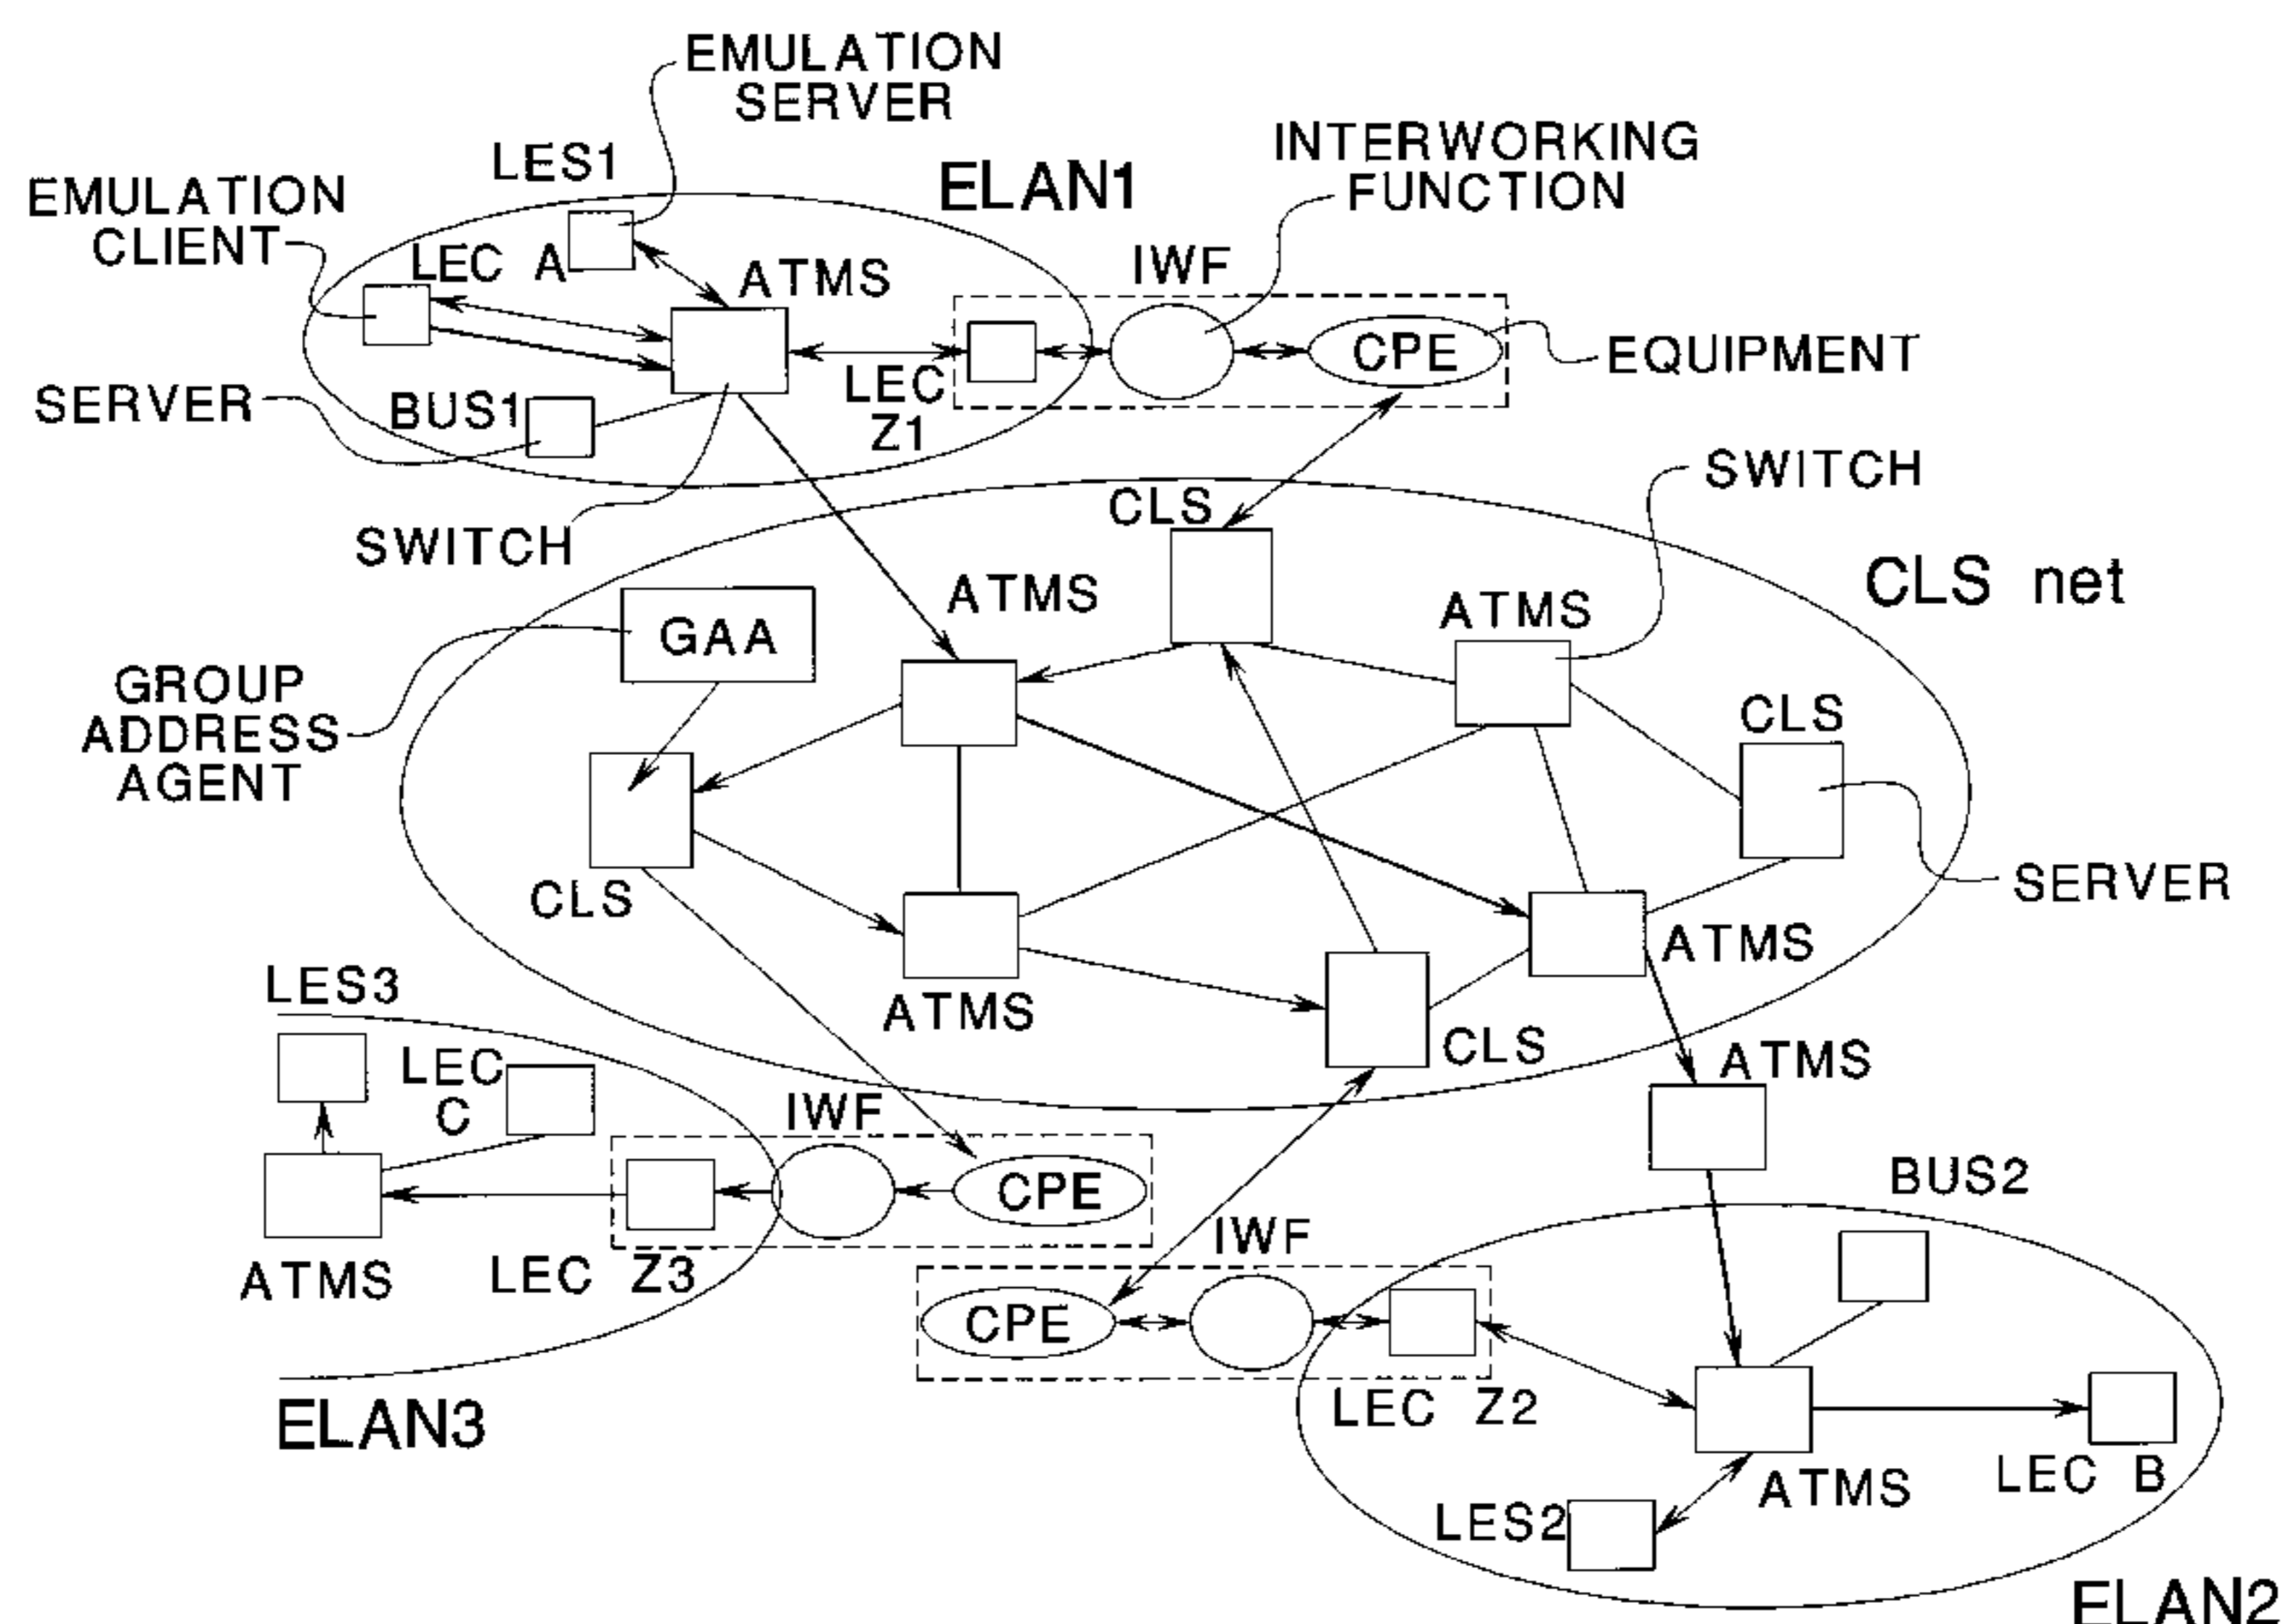 EMULATION
SERVER
LES1
ELAN1
INTERWORKING
FUNCTION
EMULATION
CLIENT
LEC A
ATMS
IWF
CPE
EQUIPMENT
SERVER
BUS1
LEC
Z1
SWITCH
CLS
SWITCH
CLS net
GAA
ATMS
ATMS
GROUP
ADDRESS
AGENT
CLS
CLS
SERVER
ATMS
ATMS
CLS
LES3
LEC
C
IWF
CPE
ATMS
LEC Z3
ELAN3
IWF
CPE
LEC Z2
ATMS
BUS2
LEC B
ATMS
LES2
ELAN2